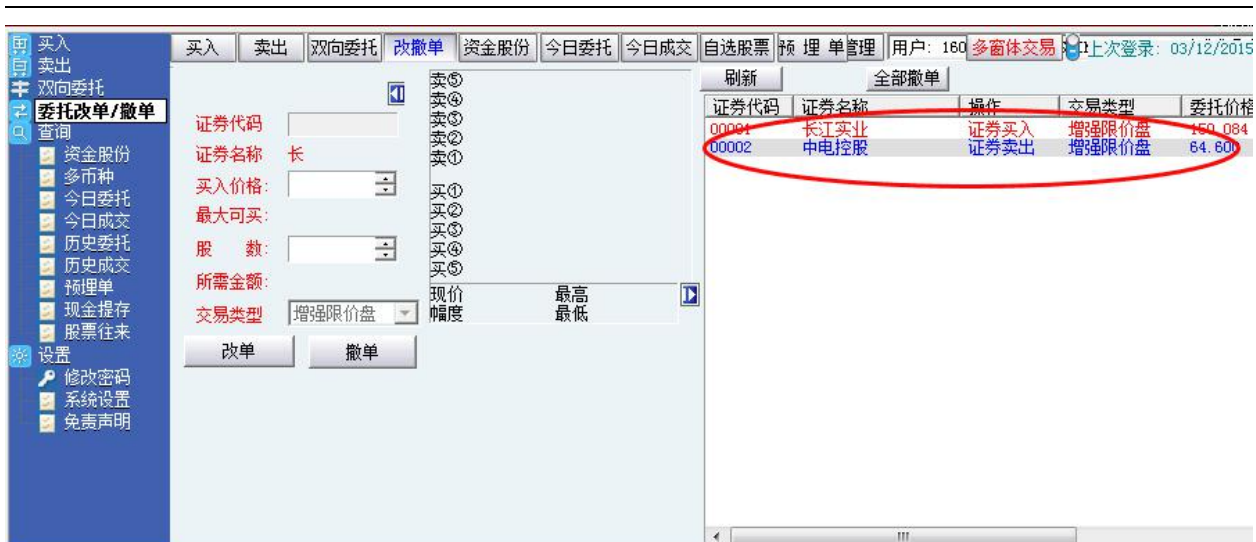 买入
卖出
双向委托
委托改单/撤单
查询
资金股份
多币种
今日委托
今日成交
历史委托
历史成交
预埋单
现金提存
股票往来
设置
修改密码
系统设置
免责声明
买入 卖出 双向委托 改撤单 资金股份 今日委托 今日成交 自选股票 预 埋 单管理 用户: 160 多窗体交易 上次登录: 03/12/2015
证券代码
证券名称 长
买入价格:
最大可买:
股 数:
所需金额:
交易类型 增强限价盘
改单 撤单
卖⑤
卖④
卖③
卖②
卖①
买①
买②
买③
买④
买⑤
现价 最高
幅度 最低
刷新 全部撤单
证券代码 证券名称 操作 交易类型 委托价格
00001 长江实业 证券买入 增强限价盘 150.084
00002 中电控股 证券卖出 增强限价盘 64.600